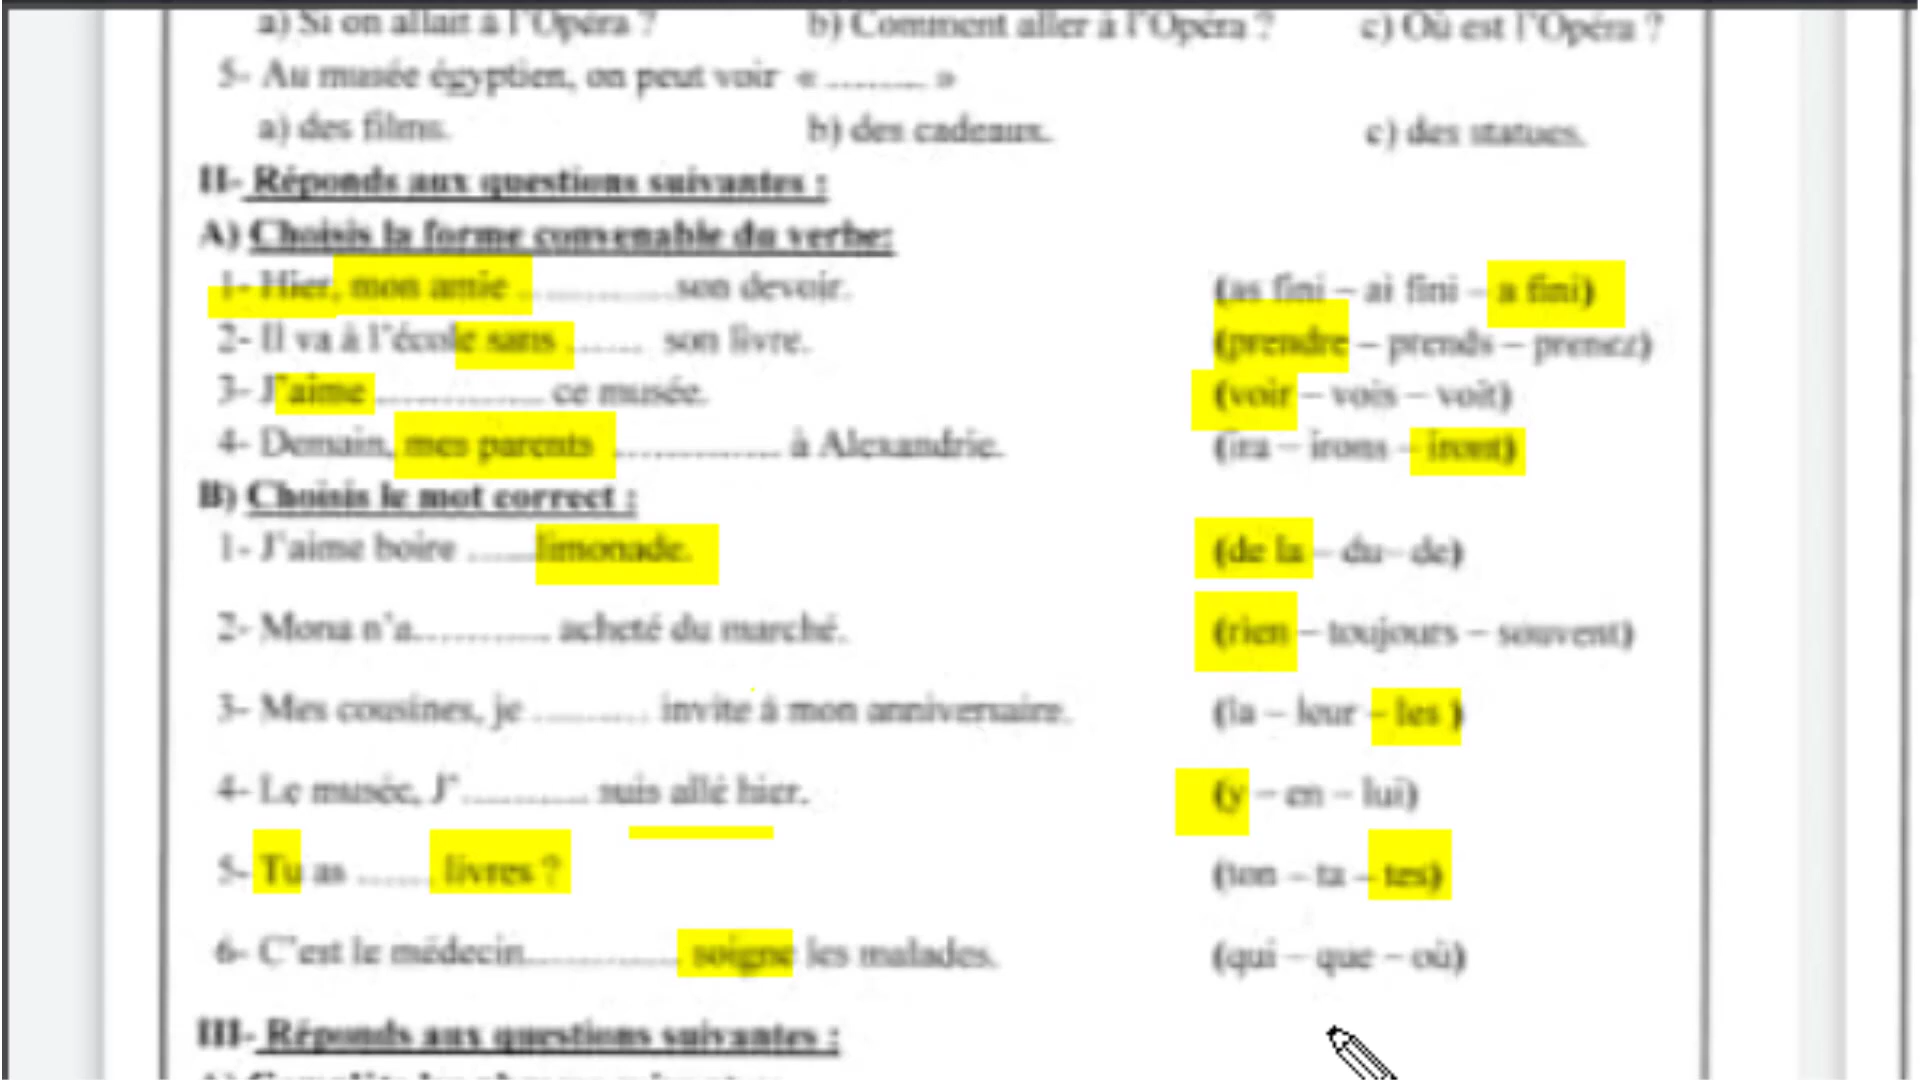 a) Si on allait à l'Opéra ? b) Comment aller à l'Opéra ? c) Où est l'Opéra ?
5- Au musée égyptien, on peut voir « .......... »
a) des films. b) des cadeaux. c) des statues.
II- Réponds aux questions suivantes :
A) Choisis la forme convenable du verbe:
1- Hier, mon amie ................son devoir. (as fini – ai fini – a fini)
2- Il va à l'école sans ........ son livre. (prendre – prends – prenez)
3- J'aime .................. ce musée. (voir – vois – voit)
4- Demain, mes parents .................. à Alexandrie. (ira – irons – iront)
B) Choisis le mot correct :
1- J'aime boire .......limonade. (de la – du– de)
2- Mona n'a.............. acheté du marché. (rien – toujours – souvent)
3- Mes cousines, je ............ invite à mon anniversaire. (la – leur – les )
4- Le musée, J'............. suis allé hier. (y – en – lui)
5- Tu as ........ livres ? (ton – ta – tes)
6- C'est le médecin................ soigne les malades. (qui – que – où)
III- Réponds aux questions suivantes :